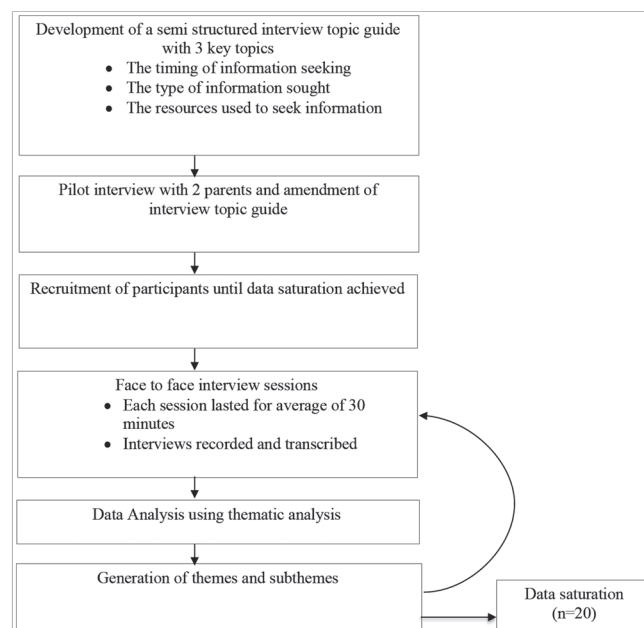 Development of a semi structured interview topic guide
with 3 key topics
• The timing of information seeking
• The type of information sought
• The resources used to seek information
Pilot interview with 2 parents and amendment of
interview topic guide
Recruitment of participants until data saturation achieved
Face to face interview sessions
• Each session lasted for average of 30
minutes
• Interviews recorded and transcribed
Data Analysis using thematic analysis
Generation of themes and subthemes
Data saturation
(n=20)